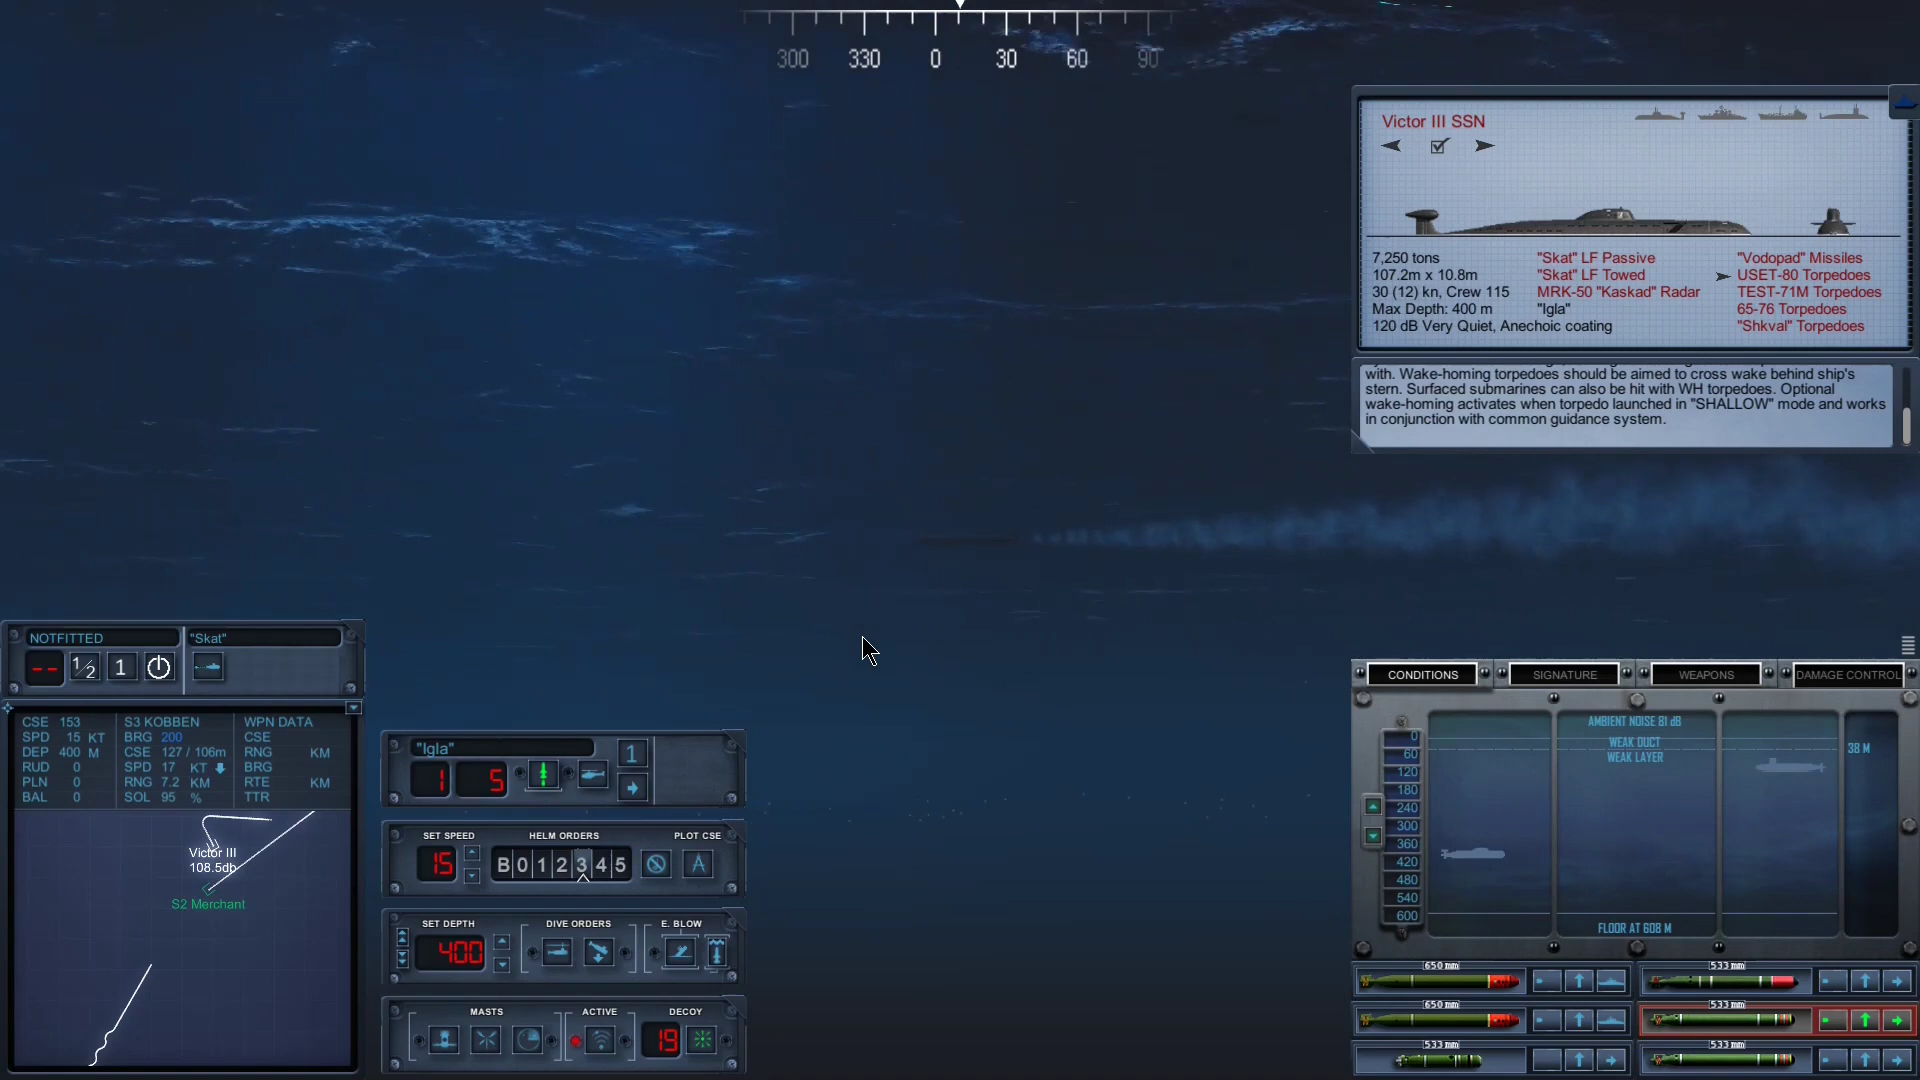 300 330 0 30 60 90
Victor III SSN
7,250 tons
107.2m x 10.8m
30 (12) kn, Crew 115
Max Depth: 400 m
120 dB Very Quiet, Anechoic coating
"Skat" LF Passive
"Skat" LF Towed
MRK-50 "Kaskad" Radar
"Igla"
"Vodopad" Missiles
USET-80 Torpedoes
TEST-71M Torpedoes
65-76 Torpedoes
"Shkval" Torpedoes
with. Wake-homing torpedoes should be aimed to cross wake behind ship's
stern. Surfaced submarines can also be hit with WH torpedoes. Optional
wake-homing activates when torpedo launched in "SHALLOW" mode and works
in conjunction with common guidance system.
NOTFITTED
"Skat"
-- 1/2 1
CSE 153
SPD 15 KT
DEP 400 M
RUD 0
PLN 0
BAL 0
S3 KOBBEN
BRG 200
CSE 127 / 106m
SPD 17 KT
RNG 7.2 KM
SOL 95 %
WPN DATA
CSE
RNG KM
BRG
RTE KM
TTR
Victor III
108.5db
S2 Merchant
"Igla"
1 5
1
SET SPEED HELM ORDERS PLOT CSE
15 B 0 1 2 3 4 5
SET DEPTH DIVE ORDERS E. BLOW
400
MASTS ACTIVE DECOY
19
CONDITIONS SIGNATURE WEAPONS DAMAGE CONTROL
0
60
120
180
240
300
360
420
480
540
600
AMBIENT NOISE 81 dB
WEAK DUCT
WEAK LAYER
38 M
FLOOR AT 608 M
650 mm
533 mm
650 mm
533 mm
533 mm
533 mm